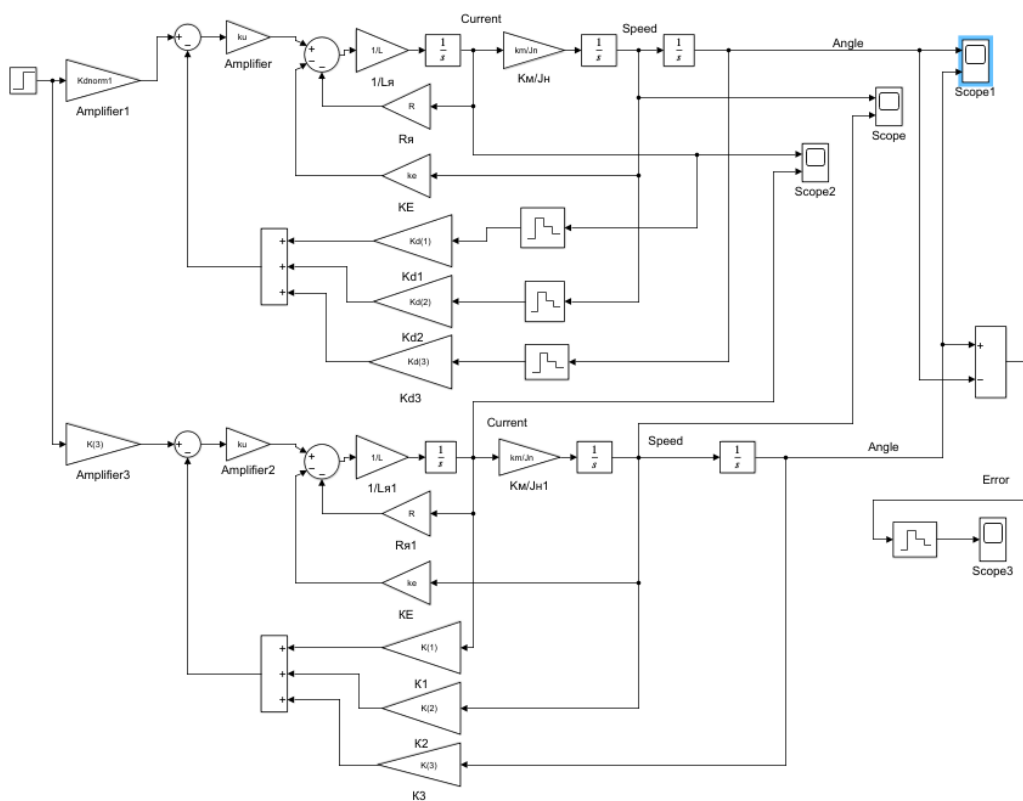 Current
Speed
Angle
ku
Amplifier
+
−
+
−
−
1/L
1/Lя
1
s
km/Jn
Kм/Jн
1
s
1
s
Scope1
Kdnorm1
Amplifier1
R
Rя
Scope
ke
KE
Scope2
Kd(1)
Kd1
+
+
+
Kd(2)
Kd2
Kd(3)
Kd3
+
−
Current
Speed
Angle
K(3)
Amplifier3
+
−
ku
Amplifier2
+
−
−
1/L
1/Lя1
1
s
km/Jn
Kм/Jн1
1
s
1
s
Error
R
Rя1
Scope3
ke
KE
K(1)
K1
+
+
+
K(2)
K2
K(3)
K3